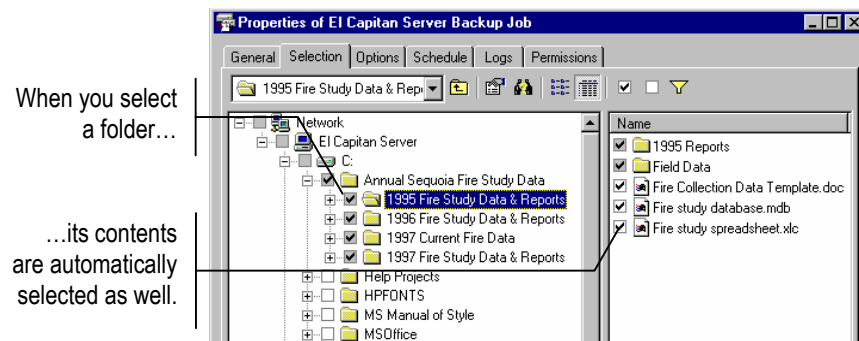 Properties of El Capitan Server Backup Job
General Selection Options Schedule Logs Permissions
1995 Fire Study Data & Repo
When you select
a folder…
…its contents
are automatically
selected as well.
Network
El Capitan Server
C:
Annual Sequoia Fire Study Data
1995 Fire Study Data & Reports
1996 Fire Study Data & Reports
1997 Current Fire Data
1997 Fire Study Data & Reports
Help Projects
HPFONTS
MS Manual of Style
MSOffice
Name
1995 Reports
Field Data
Fire Collection Data Template.doc
Fire study database.mdb
Fire study spreadsheet.xlc